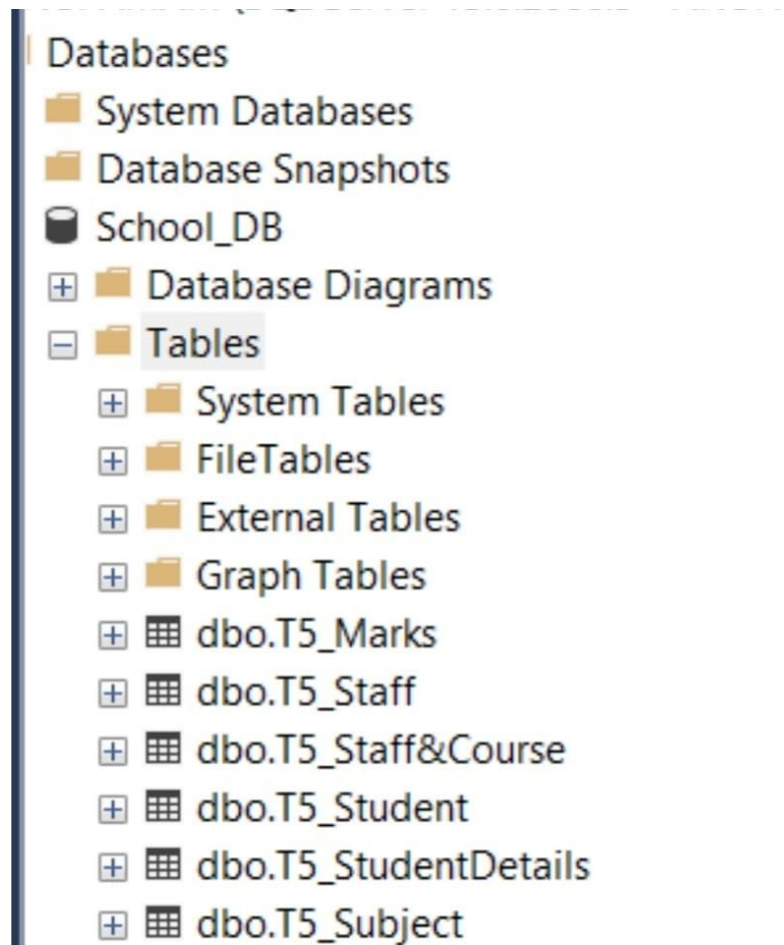 Databases
System Databases
Database Snapshots
School_DB
Database Diagrams
Tables
System Tables
FileTables
External Tables
Graph Tables
dbo.T5_Marks
dbo.T5_Staff
dbo.T5_Staff&Course
dbo.T5_Student
dbo.T5_StudentDetails
dbo.T5_Subject